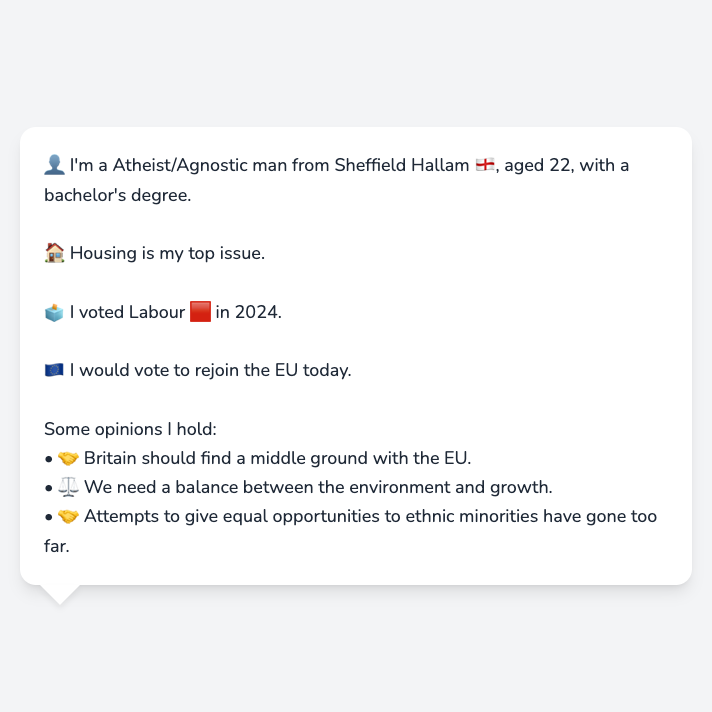 👤 I'm a Atheist/Agnostic man from Sheffield Hallam 🏴󠁧󠁢󠁥󠁮󠁧󠁿, aged 22, with a
bachelor's degree.
🏠 Housing is my top issue.
🗳️ I voted Labour 🟥 in 2024.
🇪🇺 I would vote to rejoin the EU today.
Some opinions I hold:
• 🤝 Britain should find a middle ground with the EU.
• ⚖️ We need a balance between the environment and growth.
• 🤝 Attempts to give equal opportunities to ethnic minorities have gone too
far.